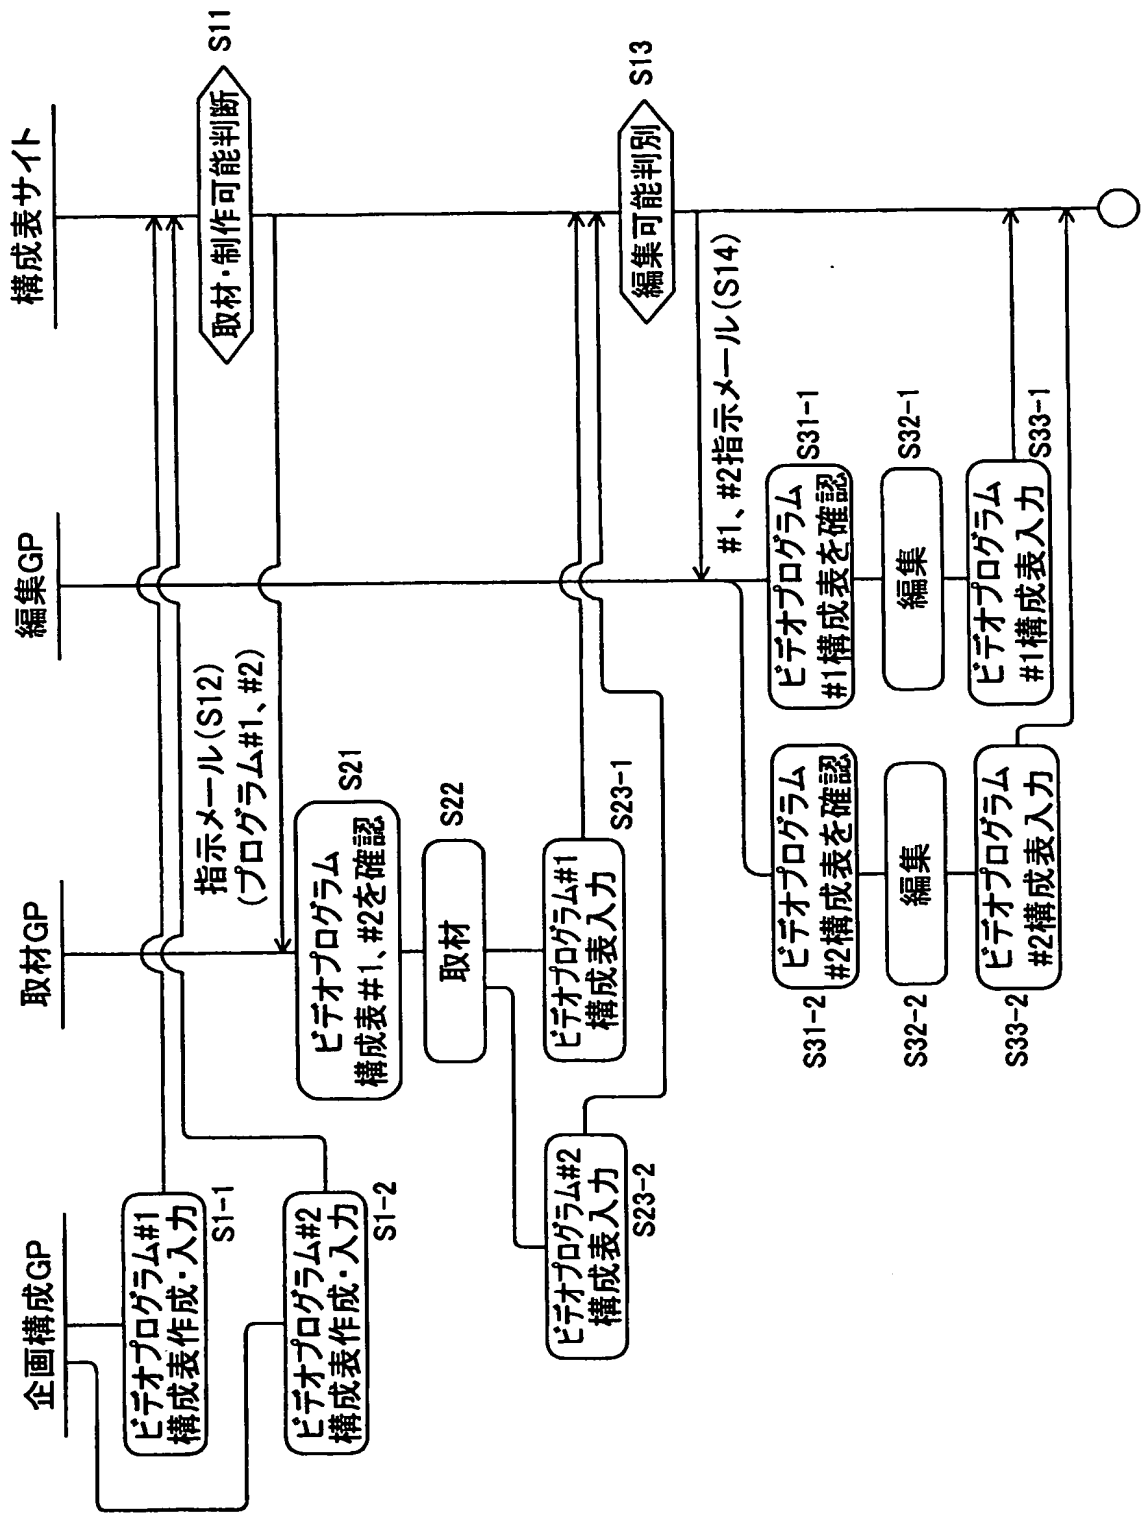 企画構成GP
取材GP
編集GP
構成表サイト
ビデオプログラム#1
構成表作成・入力
S1-1
ビデオプログラム#2
構成表作成・入力
S1-2
取材・制作可能判断
S11
指示メール(S12)
(プログラム#1、#2)
ビデオプログラム
構成表#1、#2を確認
S21
取材
S22
ビデオプログラム#1
構成表入力
S23-1
ビデオプログラム#2
構成表入力
S23-2
編集可能判別
S13
#1、#2指示メール(S14)
ビデオプログラム
#1構成表を確認
S31-1
編集
S32-1
ビデオプログラム
#1構成表入力
S33-1
ビデオプログラム
#2構成表を確認
S31-2
編集
S32-2
ビデオプログラム
#2構成表入力
S33-2